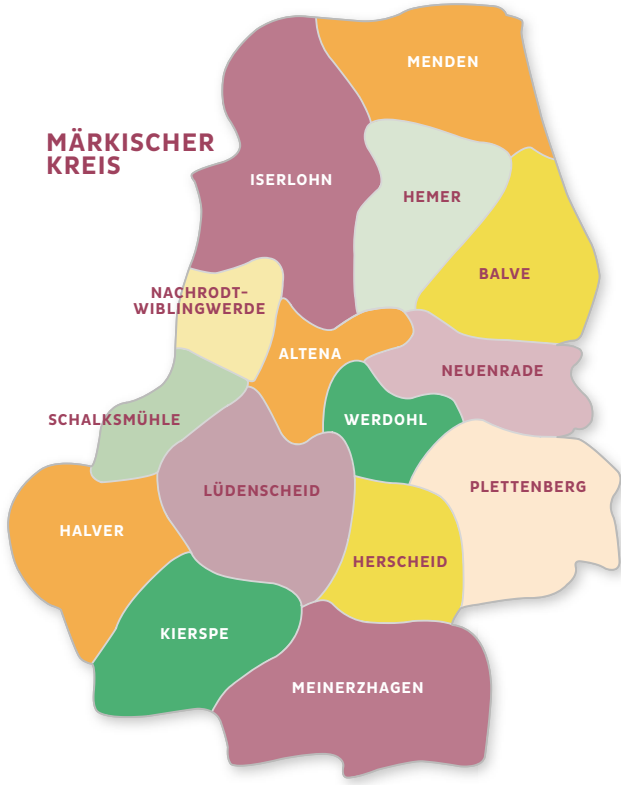 MENDEN
MÄRKISCHER
KREIS
ISERLOHN
HEMER
BALVE
NACHRODT-
WIBLINGWERDE
ALTENA
NEUENRADE
SCHALKSMÜHLE
WERDOHL
LÜDENSCHEID
PLETTENBERG
HALVER
HERSCHEID
KIERSPE
MEINERZHAGEN